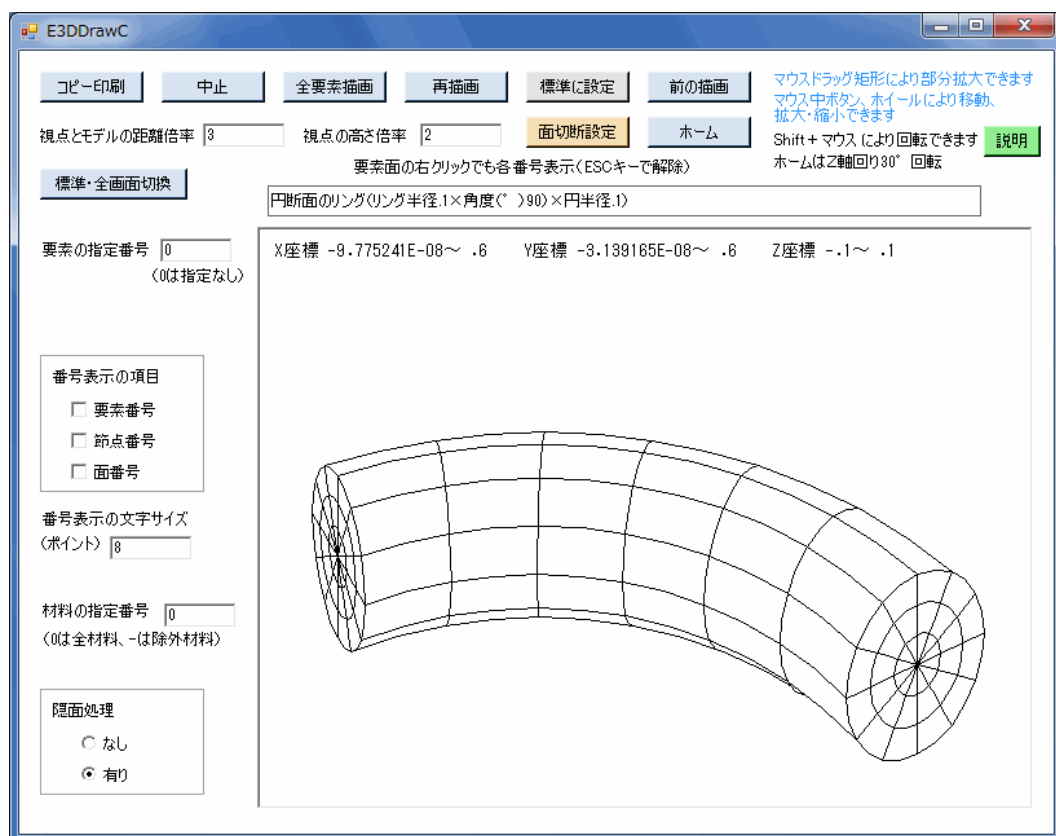 E3DDrawC
コピー印刷 中止 全要素描画 再描画 標準に設定 前の描画
マウスドラッグ矩形により部分拡大できます
マウス中ボタン、ホイールにより移動、
拡大・縮小できます
視点とモデルの距離倍率 3 視点の高さ倍率 2 面切断設定 ホーム
Shift+マウス により回転できます 説明
ホームはZ軸回り30° 回転
要素面の右クリックでも各番号表示(ESCキーで解除)
標準・全画面切換
円断面のリング(リング半径.1×角度(°)90)×円半径.1)
要素の指定番号 0
(0は指定なし)
X座標 -9.775241E-08～ .6 Y座標 -3.139165E-08～ .6 Z座標 -.1～ .1
番号表示の項目
要素番号
節点番号
面番号
番号表示の文字サイズ
(ポイント) 8
材料の指定番号 0
(0は全材料、-は除外材料)
隠面処理
なし
有り